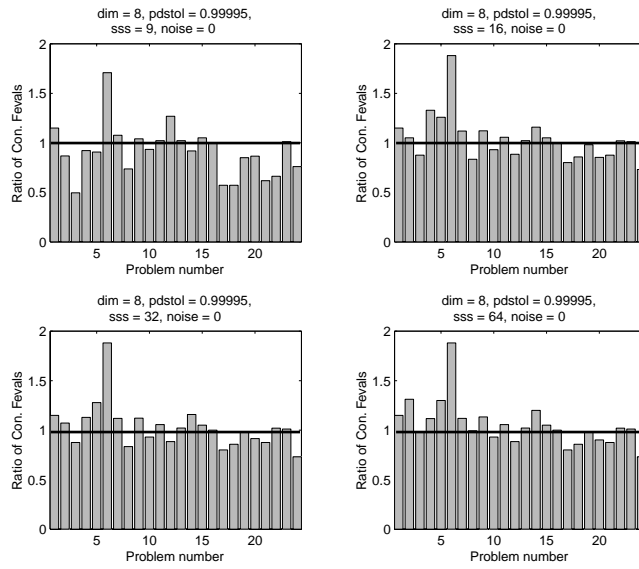 dim = 8, pdstol = 0.99995,
sss = 9, noise = 0
2
1.5
1
0.5
0
Ratio of Con. Fevals
5 10 15 20
Problem number
dim = 8, pdstol = 0.99995,
sss = 16, noise = 0
2
1.5
1
0.5
0
Ratio of Con. Fevals
5 10 15 20
Problem number
dim = 8, pdstol = 0.99995,
sss = 32, noise = 0
2
1.5
1
0.5
0
Ratio of Con. Fevals
5 10 15 20
Problem number
dim = 8, pdstol = 0.99995,
sss = 64, noise = 0
2
1.5
1
0.5
0
Ratio of Con. Fevals
5 10 15 20
Problem number